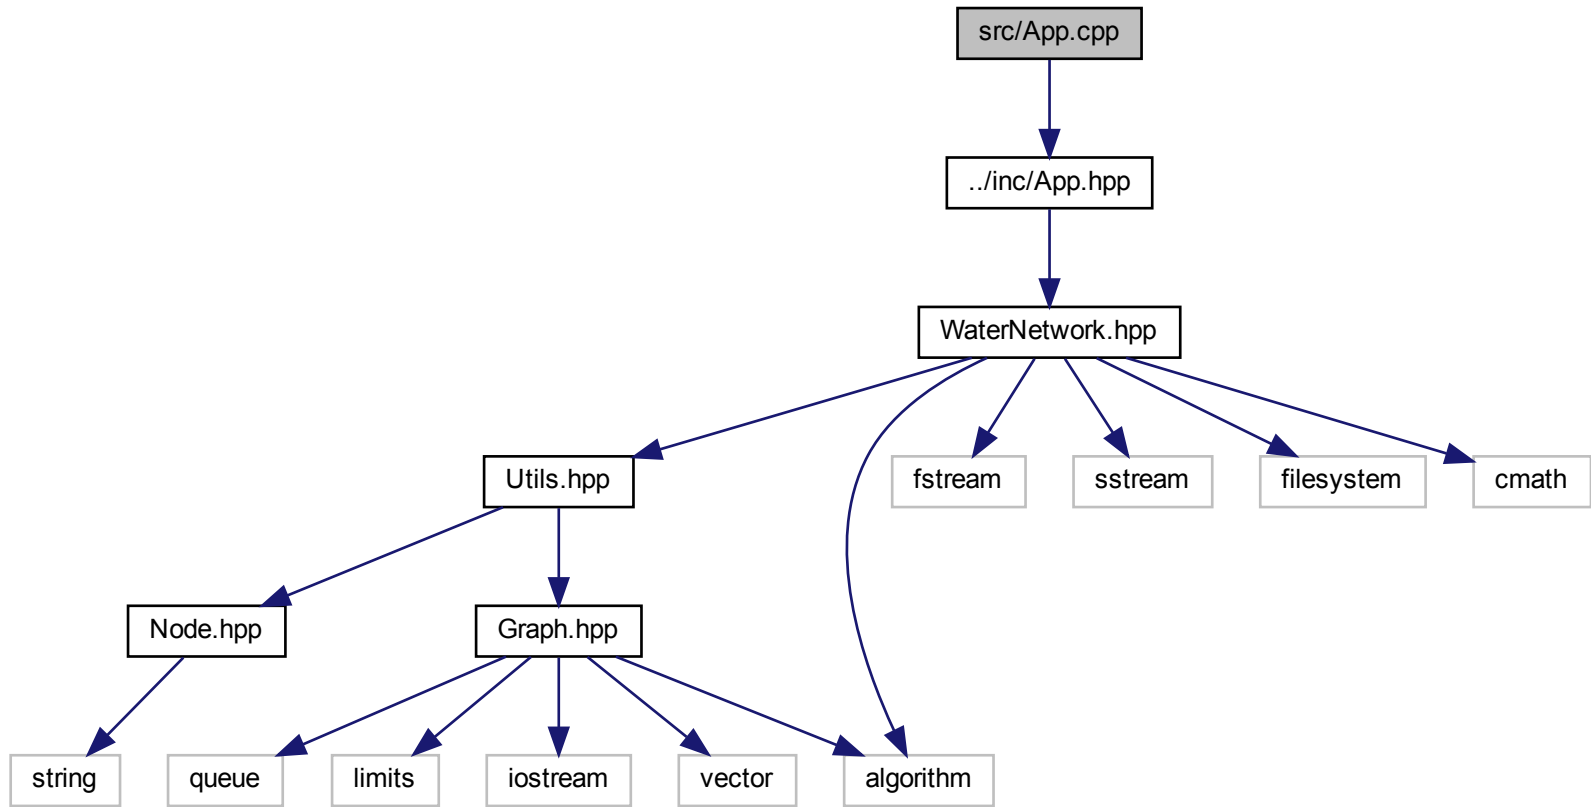 src/App.cpp
../inc/App.hpp
WaterNetwork.hpp
Utils.hpp
fstream
sstream
filesystem
cmath
Node.hpp
Graph.hpp
string
queue
limits
iostream
vector
algorithm